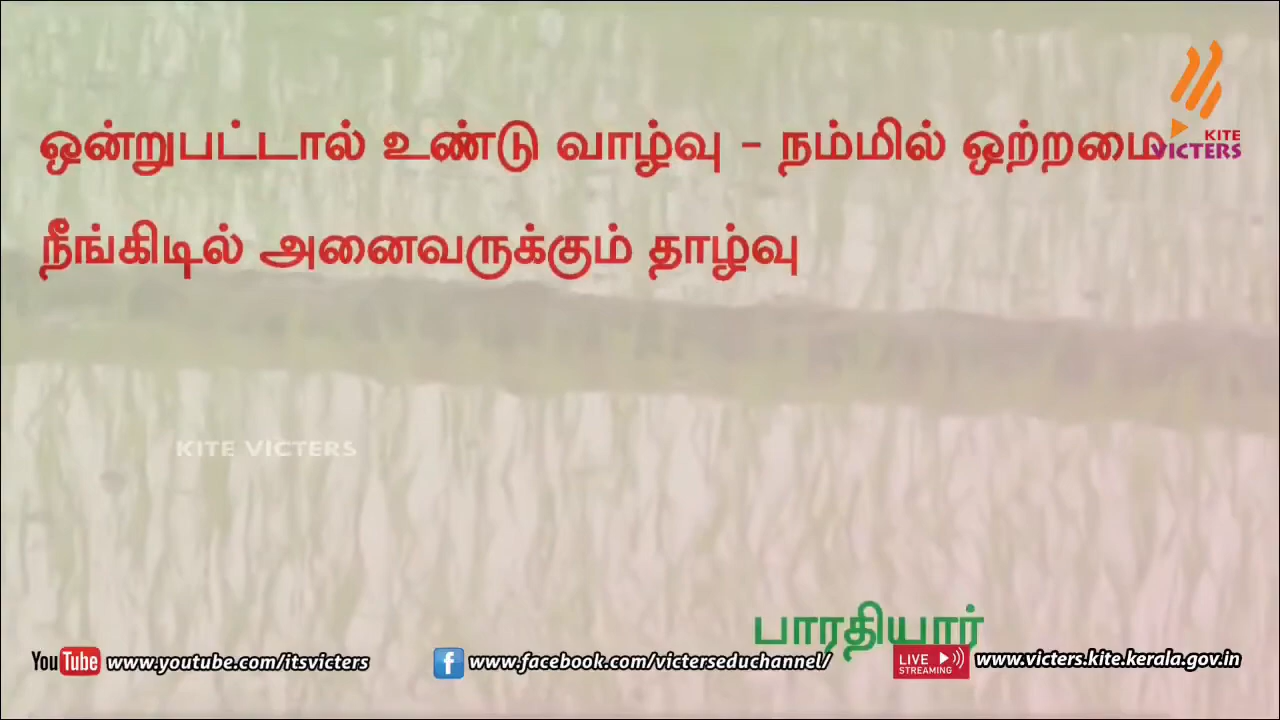 ஒன்றுபட்டால் உண்டு வாழ்வு - நம்மில் ஒற்றமை
நீங்கிடில் அனைவருக்கும் தாழ்வு
KITE
VICTERS
KITE VICTERS
பாரதியார்
YouTube www.youtube.com/itsvicters
f www.facebook.com/victerseduchannel/
LIVE STREAMING www.victers.kite.kerala.gov.in